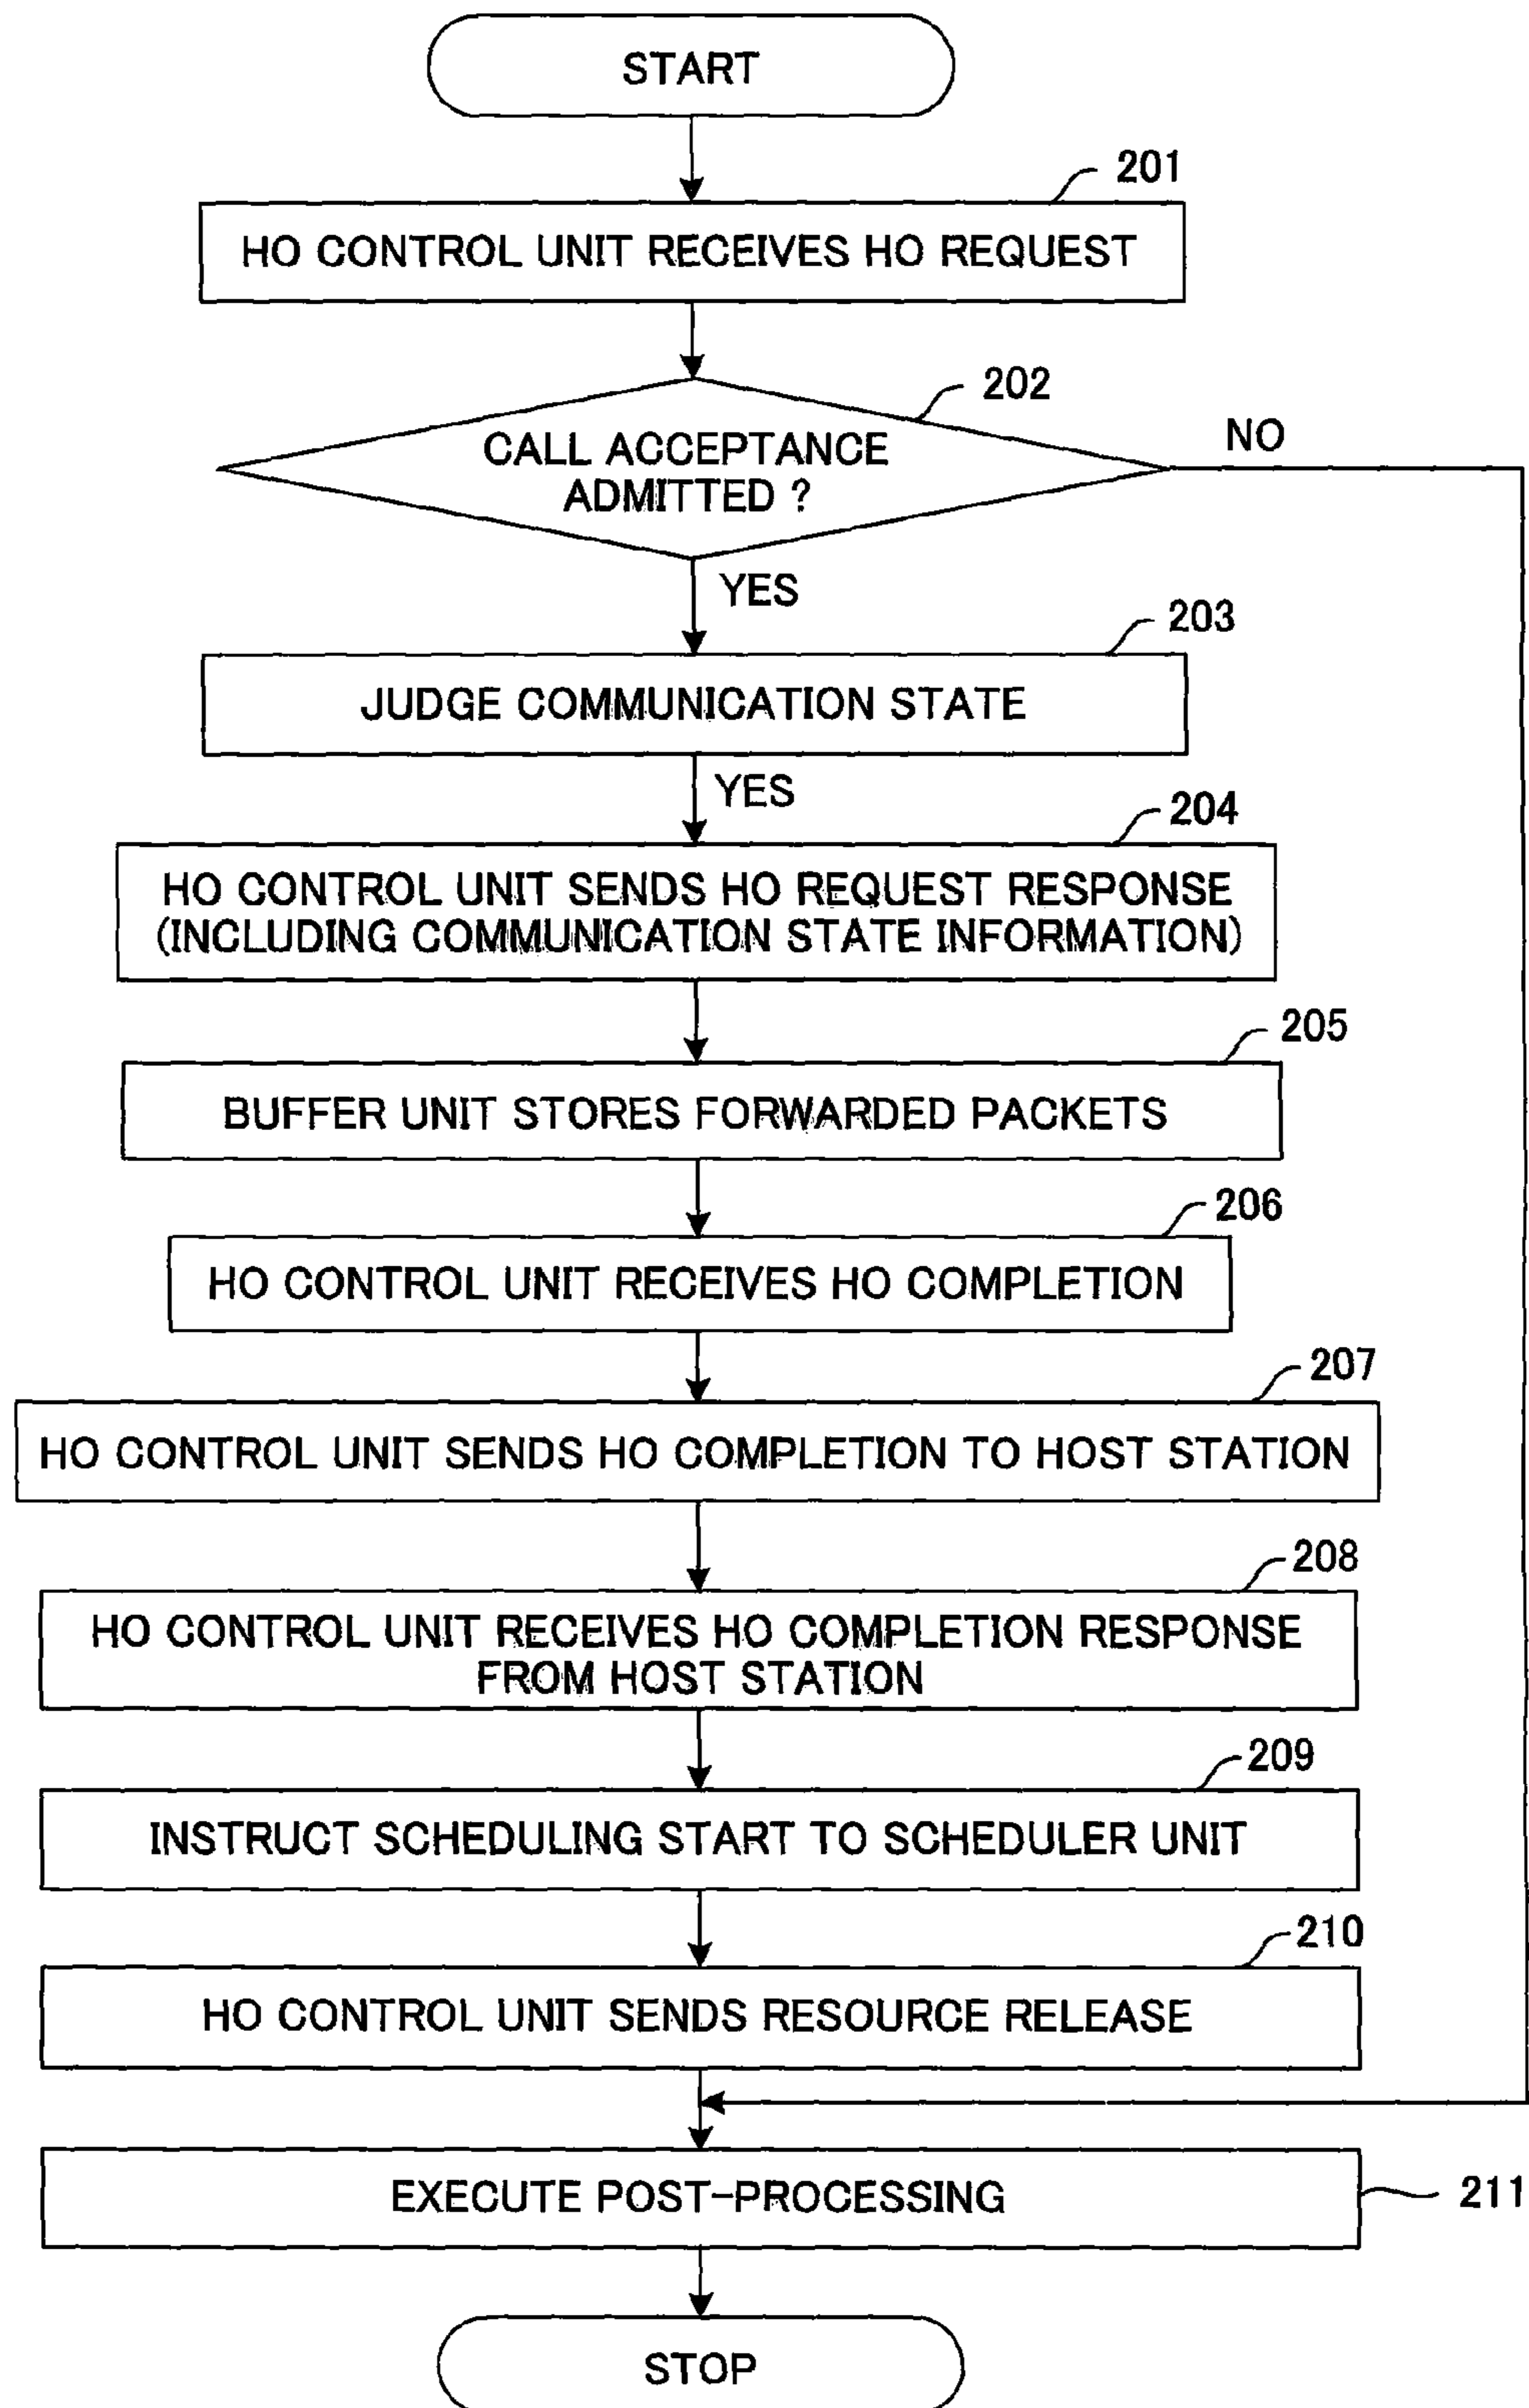 START
201
HO CONTROL UNIT RECEIVES HO REQUEST
202
CALL ACCEPTANCE
ADMITTED ?
NO
YES
203
JUDGE COMMUNICATION STATE
YES
204
HO CONTROL UNIT SENDS HO REQUEST RESPONSE
(INCLUDING COMMUNICATION STATE INFORMATION)
205
BUFFER UNIT STORES FORWARDED PACKETS
206
HO CONTROL UNIT RECEIVES HO COMPLETION
207
HO CONTROL UNIT SENDS HO COMPLETION TO HOST STATION
208
HO CONTROL UNIT RECEIVES HO COMPLETION RESPONSE
FROM HOST STATION
209
INSTRUCT SCHEDULING START TO SCHEDULER UNIT
210
HO CONTROL UNIT SENDS RESOURCE RELEASE
EXECUTE POST-PROCESSING
211
STOP